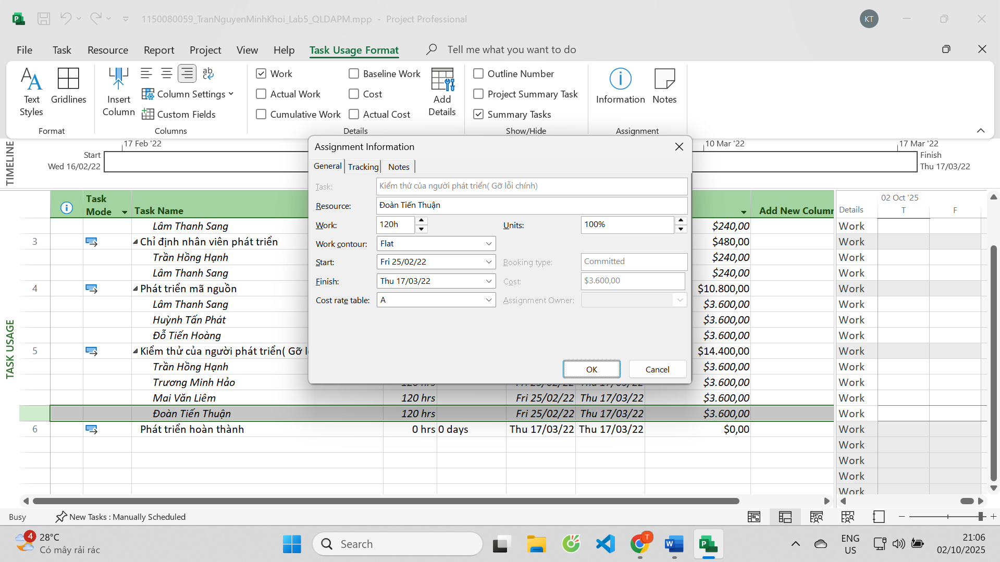 1150080059_TranNguyenMinhKhoi_Lab5_QLDAPM.mpp - Project Professional
KT
File Task Resource Report Project View Help Task Usage Format Tell me what you want to do
Text Styles
Gridlines
Format
Insert Column
Column Settings
Custom Fields
Columns
Work
Actual Work
Cumulative Work
Baseline Work
Cost
Actual Cost
Add Details
Details
Outline Number
Project Summary Task
Summary Tasks
Show/Hide
Information
Notes
Assignment
TIMELINE
17 Feb '22
10 Mar '22
17 Mar '22
Start
Wed 16/02/22
Finish
Thu 17/03/22
Assignment Information
General Tracking Notes
Task: Kiểm thử của người phát triển( Gỡ lỗi chính)
Resource: Đoàn Tiến Thuận
Work: 120h Units: 100%
Work contour: Flat
Start: Fri 25/02/22 Booking type: Committed
Finish: Thu 17/03/22 Cost: $3.600,00
Cost rate table: A Assignment Owner:
OK Cancel
TASK USAGE
Task Mode Task Name Add New Column Details 02 Oct '25
T F
Lâm Thanh Sang $240,00 Work
3 Chỉ định nhân viên phát triển $480,00 Work
Trần Hồng Hạnh $240,00 Work
Lâm Thanh Sang $240,00 Work
4 Phát triển mã nguồn $10.800,00 Work
Lâm Thanh Sang $3.600,00 Work
Huỳnh Tấn Phát $3.600,00 Work
Đỗ Tiến Hoàng $3.600,00 Work
5 Kiểm thử của người phát triển( Gỡ $14.400,00 Work
Trần Hồng Hạnh $3.600,00 Work
Trương Minh Hảo 120 hrs Fri 25/02/22 Thu 17/03/22 $3.600,00 Work
Mai Văn Liêm 120 hrs Fri 25/02/22 Thu 17/03/22 $3.600,00 Work
Đoàn Tiến Thuận 120 hrs Fri 25/02/22 Thu 17/03/22 $3.600,00 Work
6 Phát triển hoàn thành 0 hrs 0 days Thu 17/03/22 Thu 17/03/22 $0,00 Work
Work
Work
Work
Work
Busy New Tasks : Manually Scheduled
4 28°C
Có mây rải rác
Search
T
ENG
US
21:06
02/10/2025